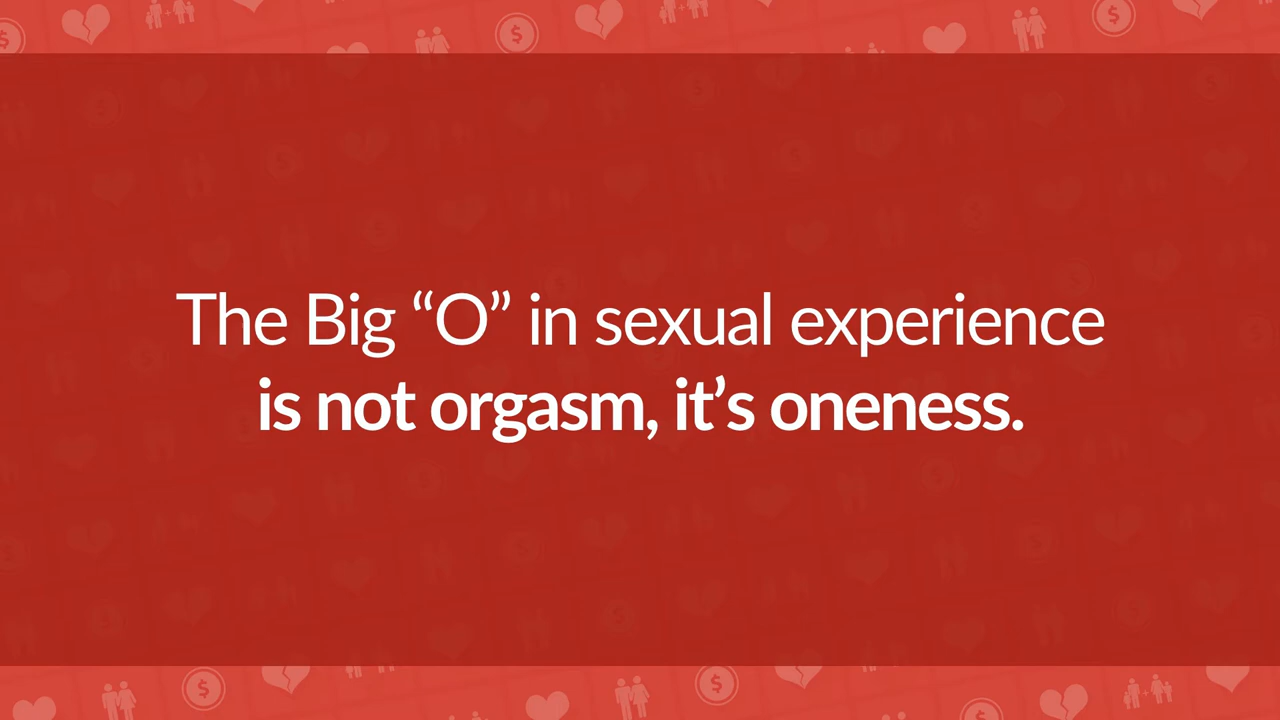 The Big “O” in sexual experience
is not orgasm, it’s oneness.